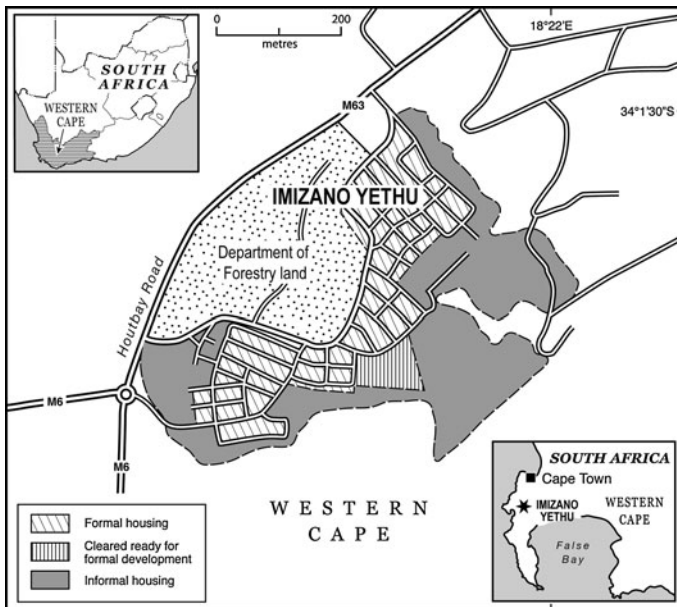 0
200
metres
18°22'E
34°1'30"S
SOUTH
AFRICA
WESTERN
CAPE
M63
IMIZANO YETHU
Department of
Forestry land
Houtbay Road
M6
M6
WESTERN
CAPE
Formal housing
Cleared ready for
formal development
Informal housing
SOUTH AFRICA
Cape Town
IMIZANO
YETHU
WESTERN
CAPE
False
Bay